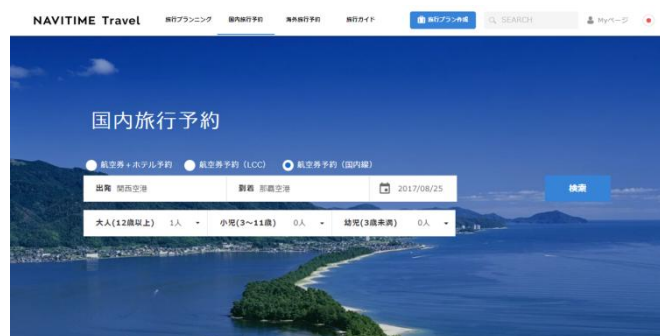 NAVITIME Travel 旅行プランニング 国内旅行予約 海外旅行予約 旅行ガイド 旅行プラン作成 SEARCH Myページ
国内旅行予約
航空券+ホテル予約 航空券予約 (LCC) 航空券予約 (国内線)
出発 関西空港 到着 那覇空港 2017/08/25 検索
大人(12歳以上) 1人 小児(3〜11歳) 0人 幼児(3歳未満) 0人